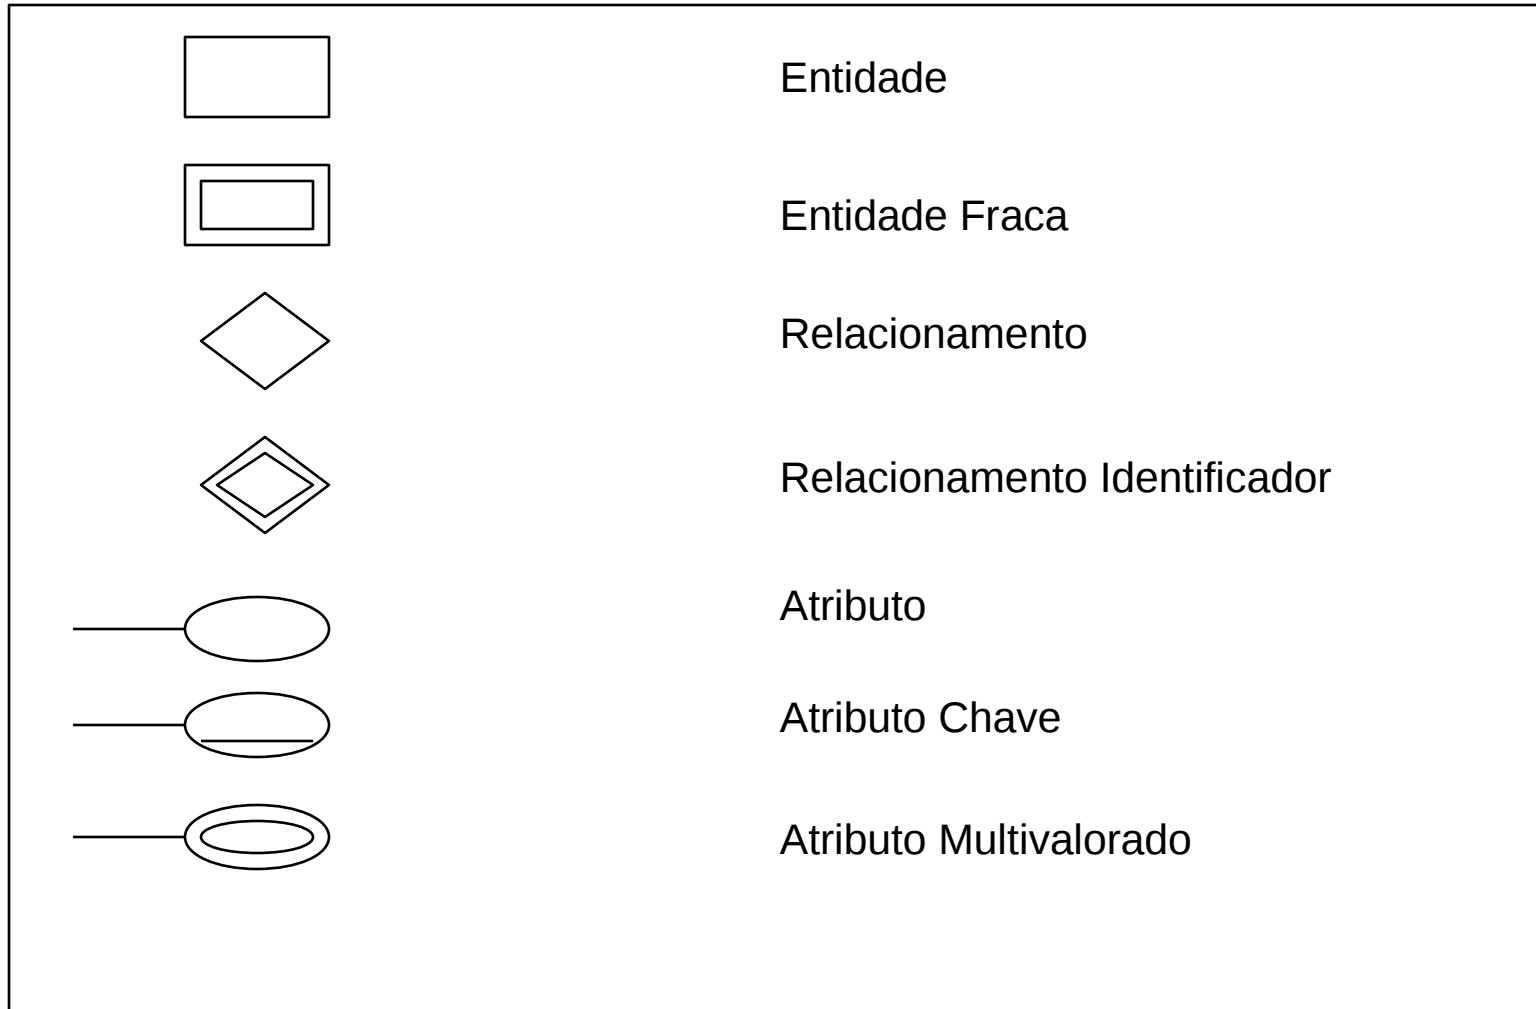 Entidade
Entidade Fraca
Relacionamento
Relacionamento Identificador
Atributo
Atributo Chave
Atributo Multivalorado